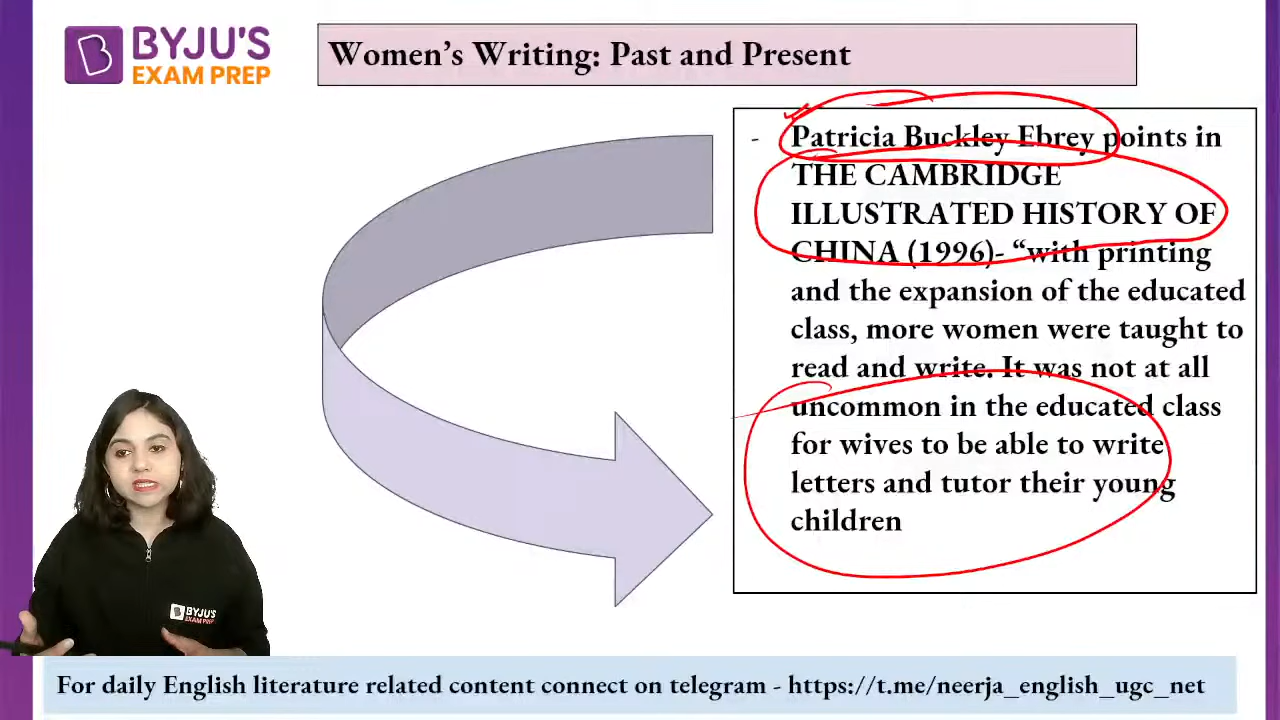 BYJU'S
EXAM PREP
Women’s Writing: Past and Present
- Patricia Buckley Ebrey points in
THE CAMBRIDGE
ILLUSTRATED HISTORY OF
CHINA (1996)- “with printing
and the expansion of the educated
class, more women were taught to
read and write. It was not at all
uncommon in the educated class
for wives to be able to write
letters and tutor their young
children
BYJU'S
EXAM PREP
For daily English literature related content connect on telegram - https://t.me/neerja_english_ugc_net